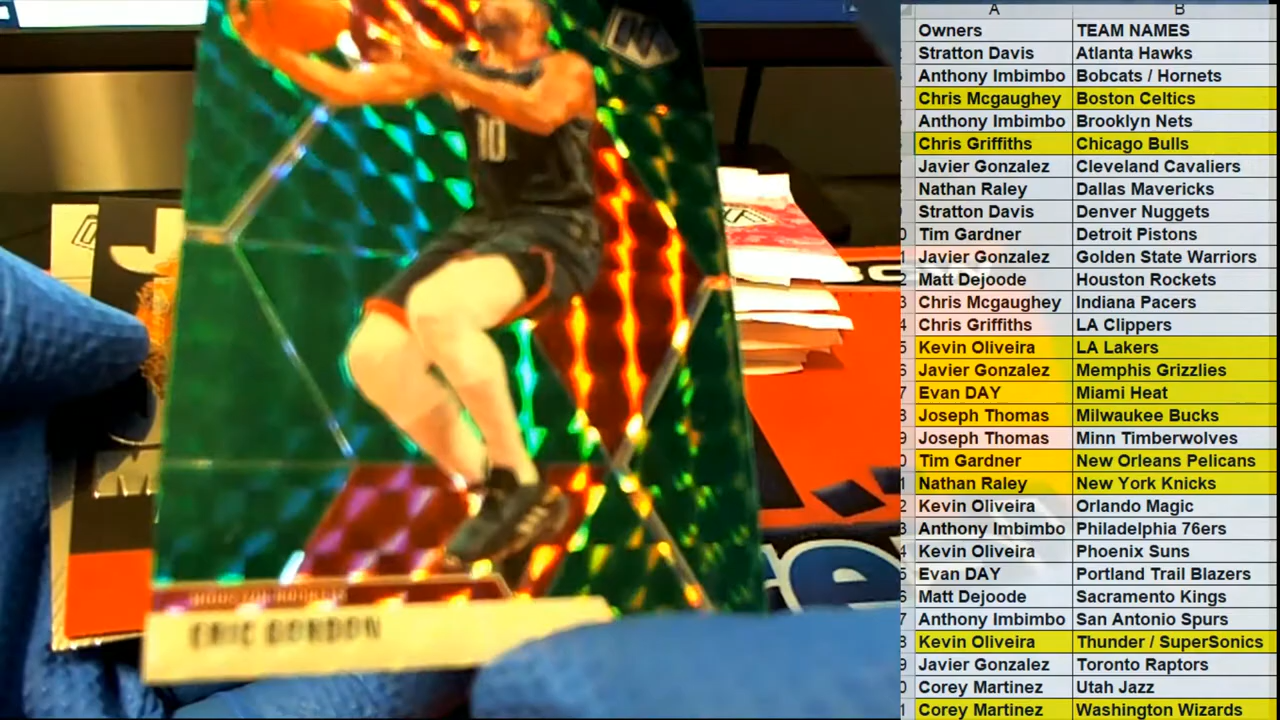 10
HOUSTON ROCKETS
ERIC GORDON
A B
Owners TEAM NAMES
Stratton Davis Atlanta Hawks
Anthony Imbimbo Bobcats / Hornets
Chris Mcgaughey Boston Celtics
Anthony Imbimbo Brooklyn Nets
Chris Griffiths Chicago Bulls
Javier Gonzalez Cleveland Cavaliers
Nathan Raley Dallas Mavericks
Stratton Davis Denver Nuggets
Tim Gardner Detroit Pistons
Javier Gonzalez Golden State Warriors
Matt Dejoode Houston Rockets
Chris Mcgaughey Indiana Pacers
Chris Griffiths LA Clippers
Kevin Oliveira LA Lakers
Javier Gonzalez Memphis Grizzlies
Evan DAY Miami Heat
Joseph Thomas Milwaukee Bucks
Joseph Thomas Minn Timberwolves
Tim Gardner New Orleans Pelicans
Nathan Raley New York Knicks
Kevin Oliveira Orlando Magic
Anthony Imbimbo Philadelphia 76ers
Kevin Oliveira Phoenix Suns
Evan DAY Portland Trail Blazers
Matt Dejoode Sacramento Kings
Anthony Imbimbo San Antonio Spurs
Kevin Oliveira Thunder / SuperSonics
Javier Gonzalez Toronto Raptors
Corey Martinez Utah Jazz
Corey Martinez Washington Wizards